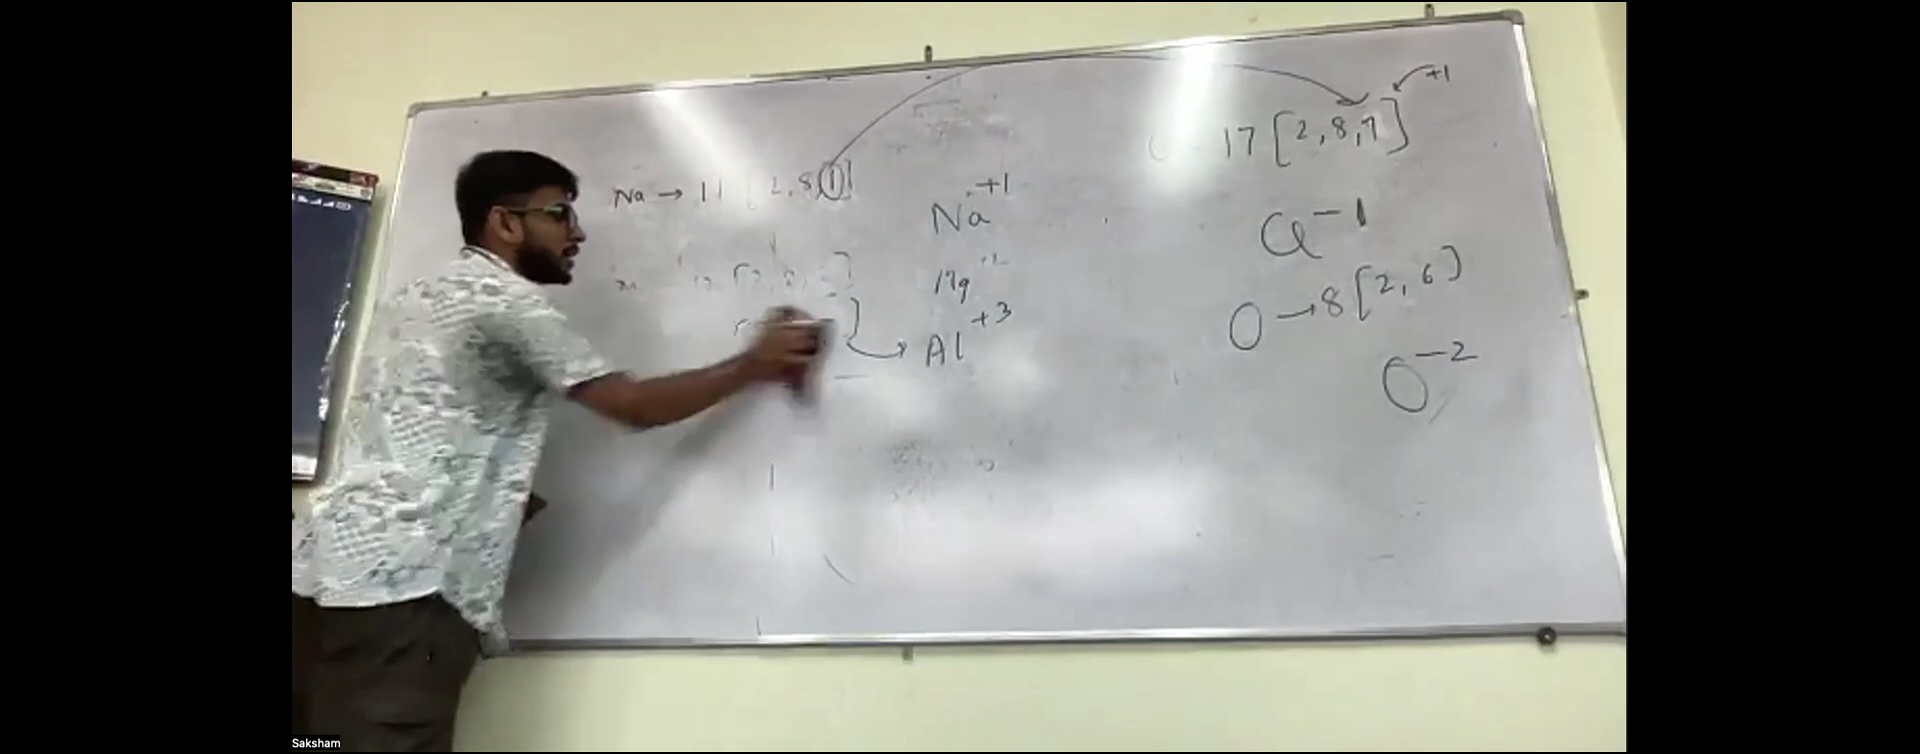 +1
17 [2,8,7]
Na → 11 [2,8,1]
Na+1
Cl-1
Mg+2
O → 8 [2,6]
Al+3
O-2
Saksham